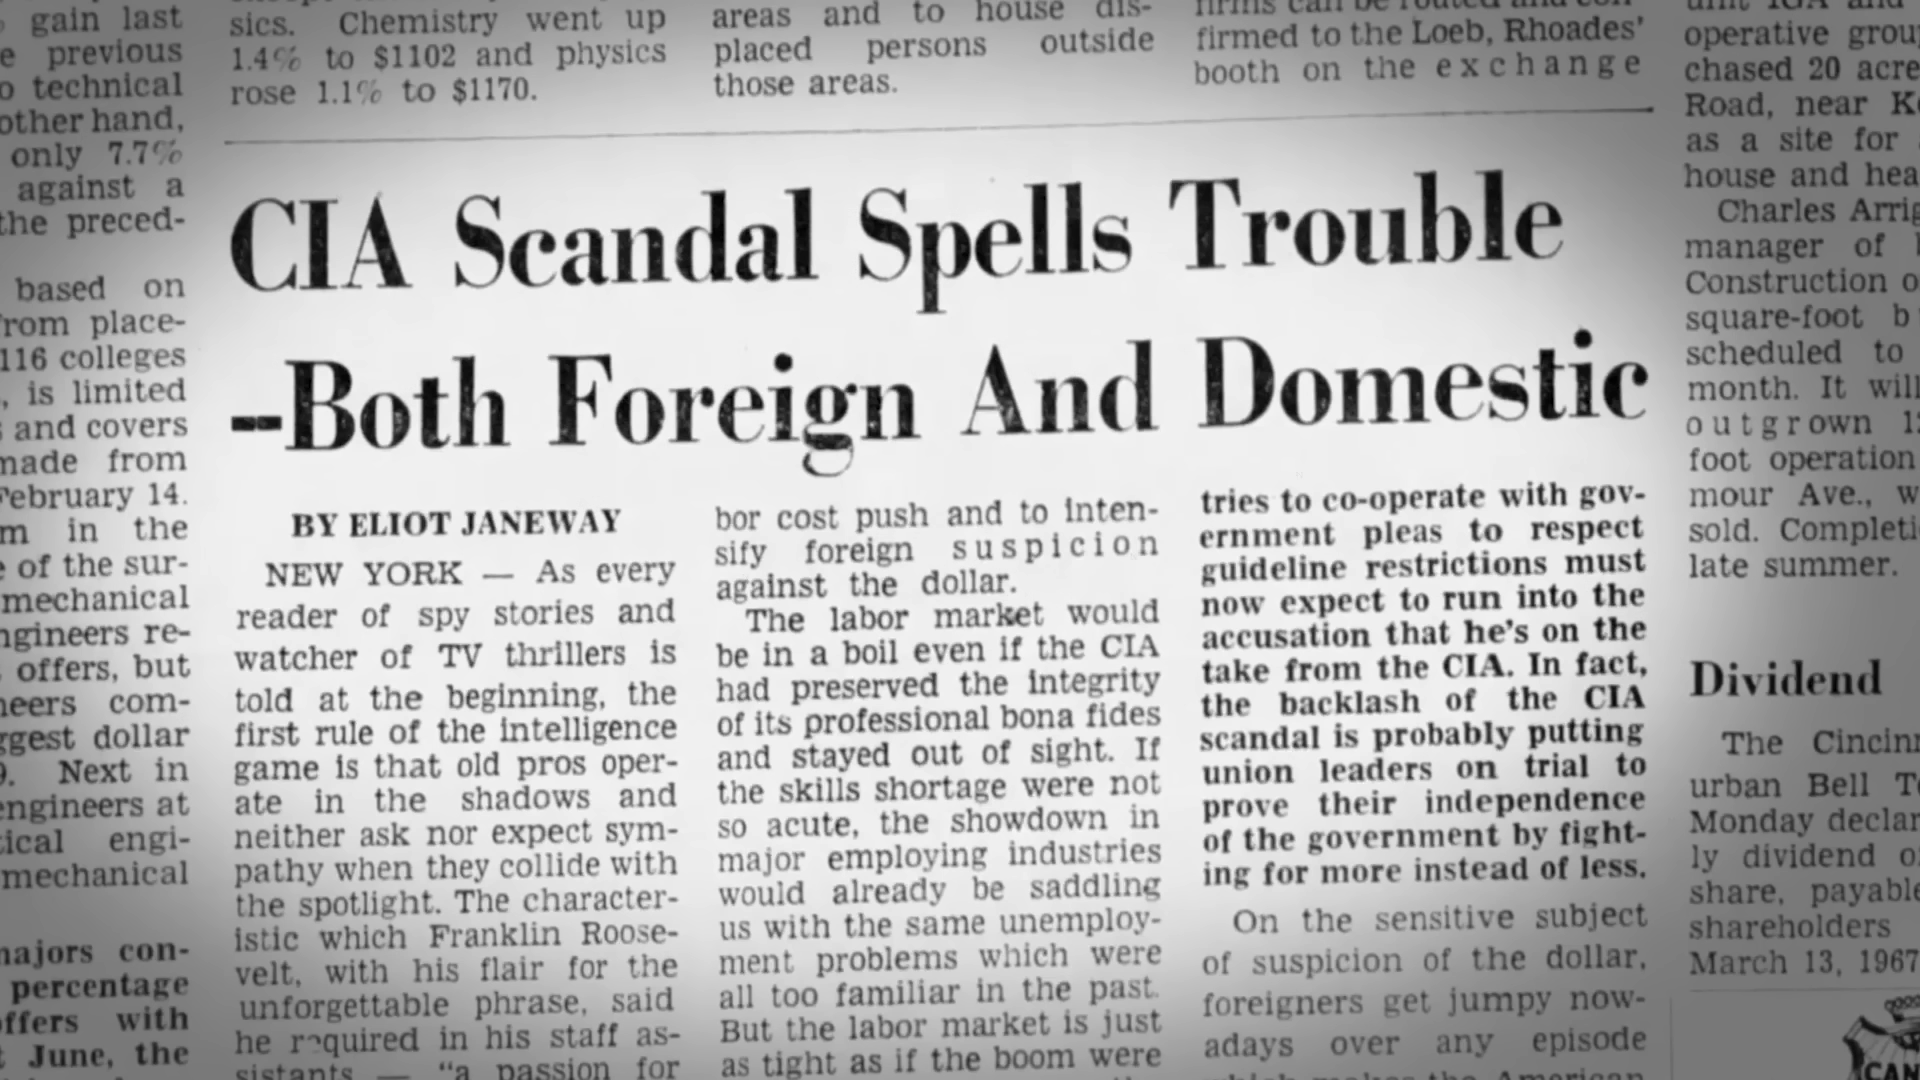 gain last
previous
technical
other hand,
only 7.7%
against a
the preced-
based on
from place-
116 colleges
is limited
and covers
made from
February 14.
in the
of the sur-
mechanical
engineers re-
offers, but
com-
dollar
Next in
engineers at
engi-
mechanical
majors con-
percentage
offers with
June, the
sics. Chemistry went up
1.4% to $1102 and physics
rose 1.1% to $1170.
areas and to house dis-
placed persons outside
those areas.
firms can be routed and con-
firmed to the Loeb, Rhoades'
booth on the exchange
CIA Scandal Spells Trouble
--Both Foreign And Domestic
BY ELIOT JANEWAY
NEW YORK — As every
reader of spy stories and
watcher of TV thrillers is
told at the beginning, the
first rule of the intelligence
game is that old pros oper-
ate in the shadows and
neither ask nor expect sym-
pathy when they collide with
the spotlight. The character-
istic which Franklin Roose-
velt, with his flair for the
unforgettable phrase, said
he required in his staff as-
sistants — "a passion for
bor cost push and to inten-
sify foreign suspicion
against the dollar.
The labor market would
be in a boil even if the CIA
had preserved the integrity
of its professional bona fides
and stayed out of sight. If
the skills shortage were not
so acute, the showdown in
major employing industries
would already be saddling
us with the same unemploy-
ment problems which were
all too familiar in the past.
But the labor market is just
as tight as if the boom were
tries to co-operate with gov-
ernment pleas to respect
guideline restrictions must
now expect to run into the
accusation that he's on the
take from the CIA. In fact,
the backlash of the CIA
scandal is probably putting
union leaders on trial to
prove their independence
of the government by fight-
ing for more instead of less.
On the sensitive subject
of suspicion of the dollar,
foreigners get jumpy now-
adays over any episode
which makes the American
unit IGA and
operative
chased 20
Road, near
as a site for
house and
Charles
manager of
Construction
square-foot
scheduled to
month. It will
outgrown
foot operation
Ave.,
sold.
late summer.
Dividend
The
urban Bell
Monday
ly dividend
share, payable
shareholders
March 13, 1967
CAN